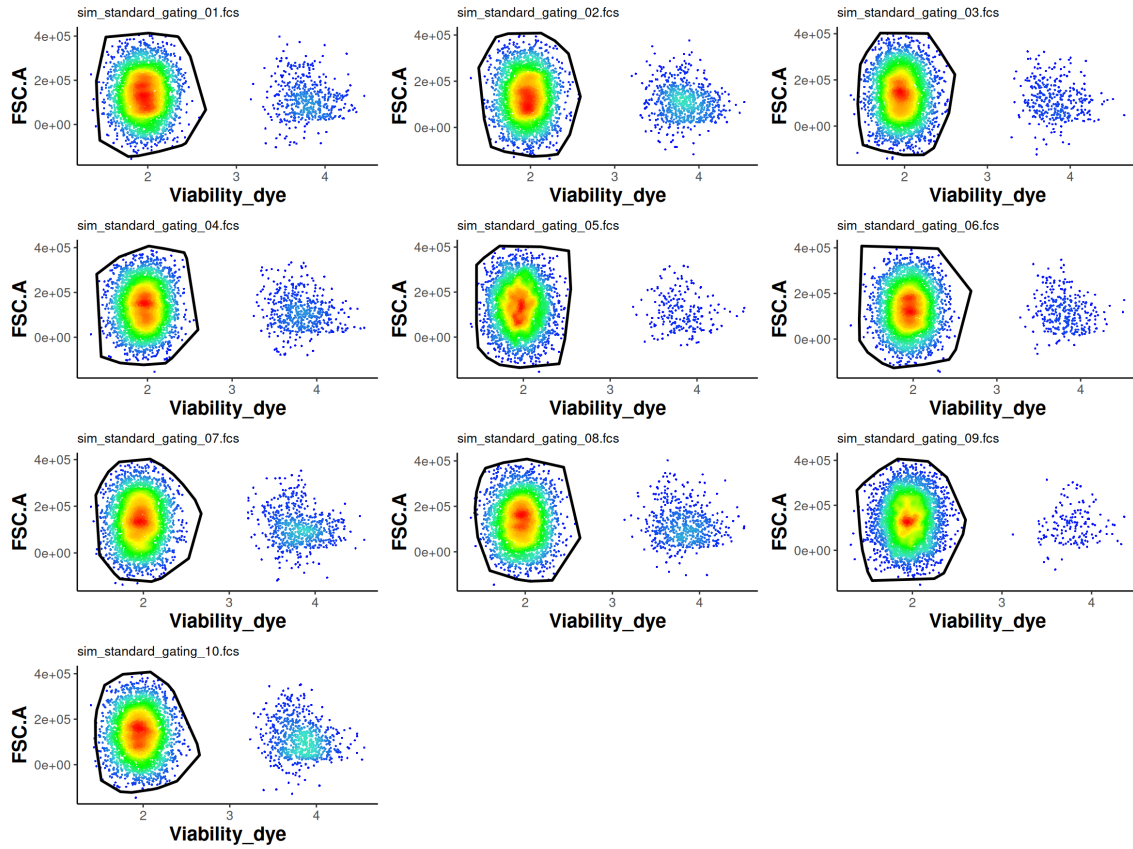 sim_standard_gating_01.fcs
sim_standard_gating_02.fcs
sim_standard_gating_03.fcs
FSC.A
4e+05
2e+05
0e+00
2
3
4
Viability_dye
FSC.A
4e+05
2e+05
0e+00
2
3
4
Viability_dye
FSC.A
4e+05
2e+05
0e+00
2
3
4
Viability_dye
sim_standard_gating_04.fcs
sim_standard_gating_05.fcs
sim_standard_gating_06.fcs
FSC.A
4e+05
2e+05
0e+00
2
3
4
Viability_dye
FSC.A
4e+05
2e+05
0e+00
2
3
4
Viability_dye
FSC.A
4e+05
2e+05
0e+00
2
3
4
Viability_dye
sim_standard_gating_07.fcs
sim_standard_gating_08.fcs
sim_standard_gating_09.fcs
FSC.A
4e+05
2e+05
0e+00
2
3
4
Viability_dye
FSC.A
4e+05
2e+05
0e+00
2
3
4
Viability_dye
FSC.A
4e+05
2e+05
0e+00
2
3
4
Viability_dye
sim_standard_gating_10.fcs
FSC.A
4e+05
2e+05
0e+00
2
3
4
Viability_dye